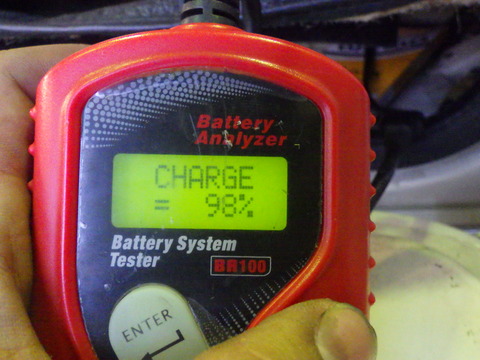 Battery
Analyzer
CHARGE
= 98%
Battery System
Tester
BR100
ENTER